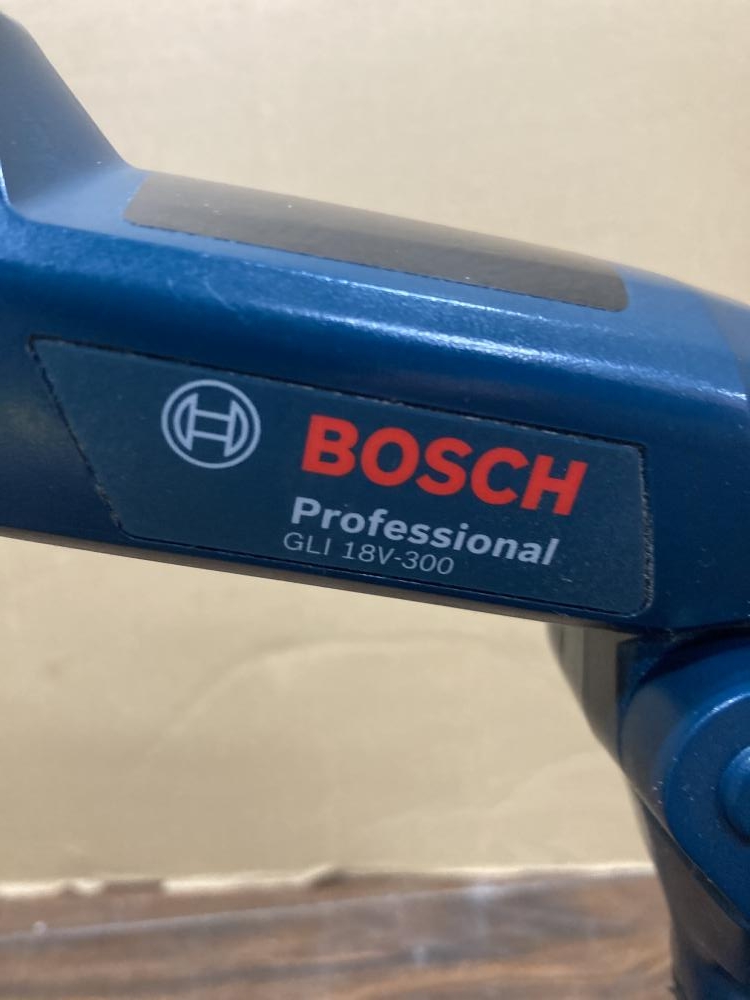 BOSCH
Professional
GLI 18V-300